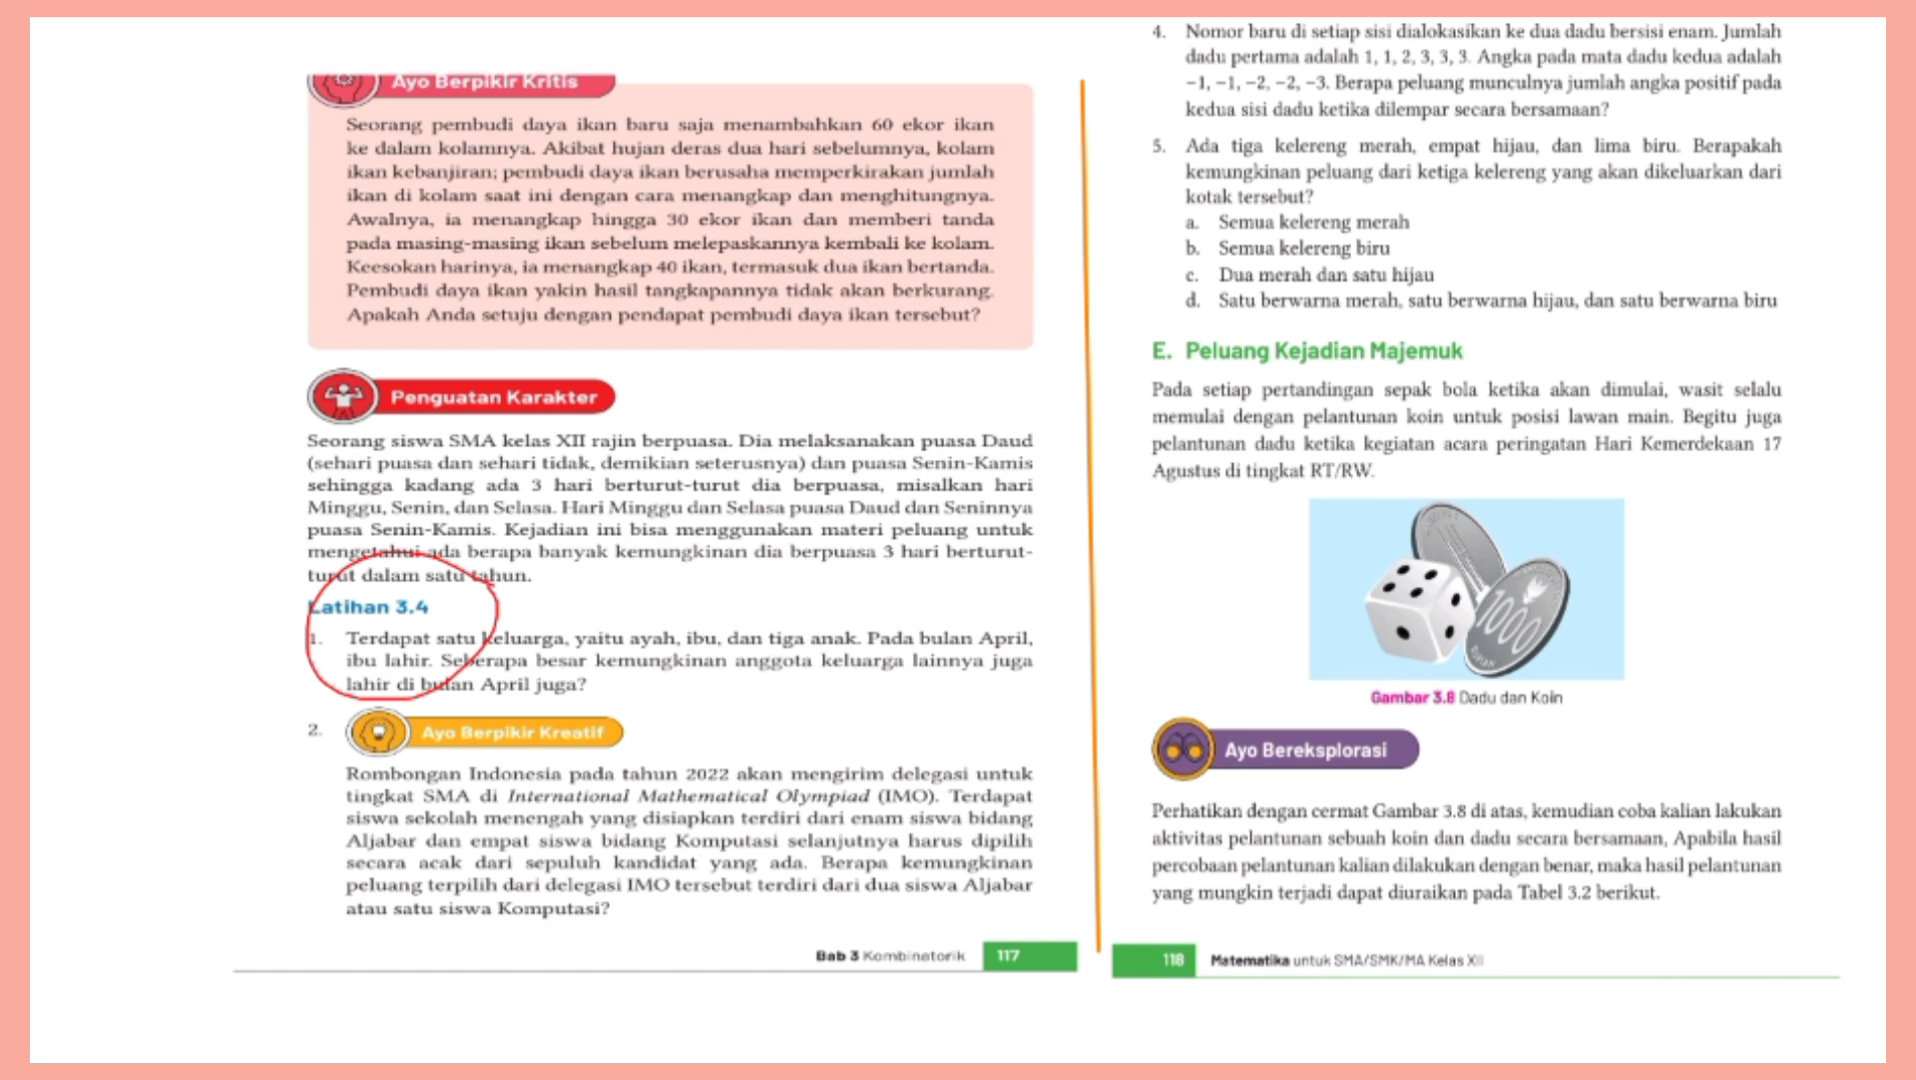 Ayo Berpikir Kritis
Seorang pembudi daya ikan baru saja menambahkan 60 ekor ikan
ke dalam kolamnya. Akibat hujan deras dua hari sebelumnya, kolam
ikan kebanjiran; pembudi daya ikan berusaha memperkirakan jumlah
ikan di kolam saat ini dengan cara menangkap dan menghitungnya.
Awalnya, ia menangkap hingga 30 ekor ikan dan memberi tanda
pada masing-masing ikan sebelum melepaskannya kembali ke kolam.
Keesokan harinya, ia menangkap 40 ikan, termasuk dua ikan bertanda.
Pembudi daya ikan yakin hasil tangkapannya tidak akan berkurang.
Apakah Anda setuju dengan pendapat pembudi daya ikan tersebut?
Penguatan Karakter
Seorang siswa SMA kelas XII rajin berpuasa. Dia melaksanakan puasa Daud
(sehari puasa dan sehari tidak, demikian seterusnya) dan puasa Senin-Kamis
sehingga kadang ada 3 hari berturut-turut dia berpuasa, misalkan hari
Minggu, Senin, dan Selasa. Hari Minggu dan Selasa puasa Daud dan Seninnya
puasa Senin-Kamis. Kejadian ini bisa menggunakan materi peluang untuk
mengetahui ada berapa banyak kemungkinan dia berpuasa 3 hari berturut-
turut dalam satu tahun.
Latihan 3.4
1. Terdapat satu keluarga, yaitu ayah, ibu, dan tiga anak. Pada bulan April,
ibu lahir. Seberapa besar kemungkinan anggota keluarga lainnya juga
lahir di bulan April juga?
2. Ayo Berpikir Kreatif
Rombongan Indonesia pada tahun 2022 akan mengirim delegasi untuk
tingkat SMA di International Mathematical Olympiad (IMO). Terdapat
siswa sekolah menengah yang disiapkan terdiri dari enam siswa bidang
Aljabar dan empat siswa bidang Komputasi selanjutnya harus dipilih
secara acak dari sepuluh kandidat yang ada. Berapa kemungkinan
peluang terpilih dari delegasi IMO tersebut terdiri dari dua siswa Aljabar
atau satu siswa Komputasi?
Bab 3 Kombinatorik 117
4. Nomor baru di setiap sisi dialokasikan ke dua dadu bersisi enam. Jumlah
dadu pertama adalah 1, 1, 2, 3, 3, 3. Angka pada mata dadu kedua adalah
−1, −1, −2, −2, −3. Berapa peluang munculnya jumlah angka positif pada
kedua sisi dadu ketika dilempar secara bersamaan?
5. Ada tiga kelereng merah, empat hijau, dan lima biru. Berapakah
kemungkinan peluang dari ketiga kelereng yang akan dikeluarkan dari
kotak tersebut?
a. Semua kelereng merah
b. Semua kelereng biru
c. Dua merah dan satu hijau
d. Satu berwarna merah, satu berwarna hijau, dan satu berwarna biru
E. Peluang Kejadian Majemuk
Pada setiap pertandingan sepak bola ketika akan dimulai, wasit selalu
memulai dengan pelantunan koin untuk posisi lawan main. Begitu juga
pelantunan dadu ketika kegiatan acara peringatan Hari Kemerdekaan 17
Agustus di tingkat RT/RW.
1000
RUPIAH
Gambar 3.8 Dadu dan Koin
Ayo Bereksplorasi
Perhatikan dengan cermat Gambar 3.8 di atas, kemudian coba kalian lakukan
aktivitas pelantunan sebuah koin dan dadu secara bersamaan, Apabila hasil
percobaan pelantunan kalian dilakukan dengan benar, maka hasil pelantunan
yang mungkin terjadi dapat diuraikan pada Tabel 3.2 berikut.
118 Matematika untuk SMA/SMK/MA Kelas XII